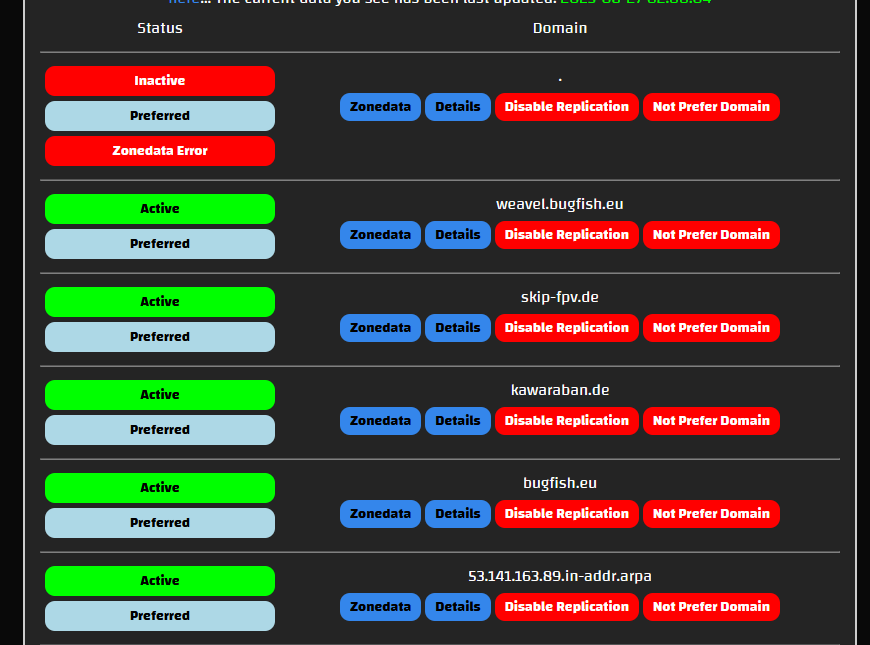 here... The current data you see has been last updated:
Status Domain
Inactive
Preferred
Zonedata Error
.
Zonedata Details Disable Replication Not Prefer Domain
Active
Preferred
weavel.bugfish.eu
Zonedata Details Disable Replication Not Prefer Domain
Active
Preferred
skip-fpv.de
Zonedata Details Disable Replication Not Prefer Domain
Active
Preferred
kawaraban.de
Zonedata Details Disable Replication Not Prefer Domain
Active
Preferred
bugfish.eu
Zonedata Details Disable Replication Not Prefer Domain
Active
Preferred
53.141.163.89.in-addr.arpa
Zonedata Details Disable Replication Not Prefer Domain